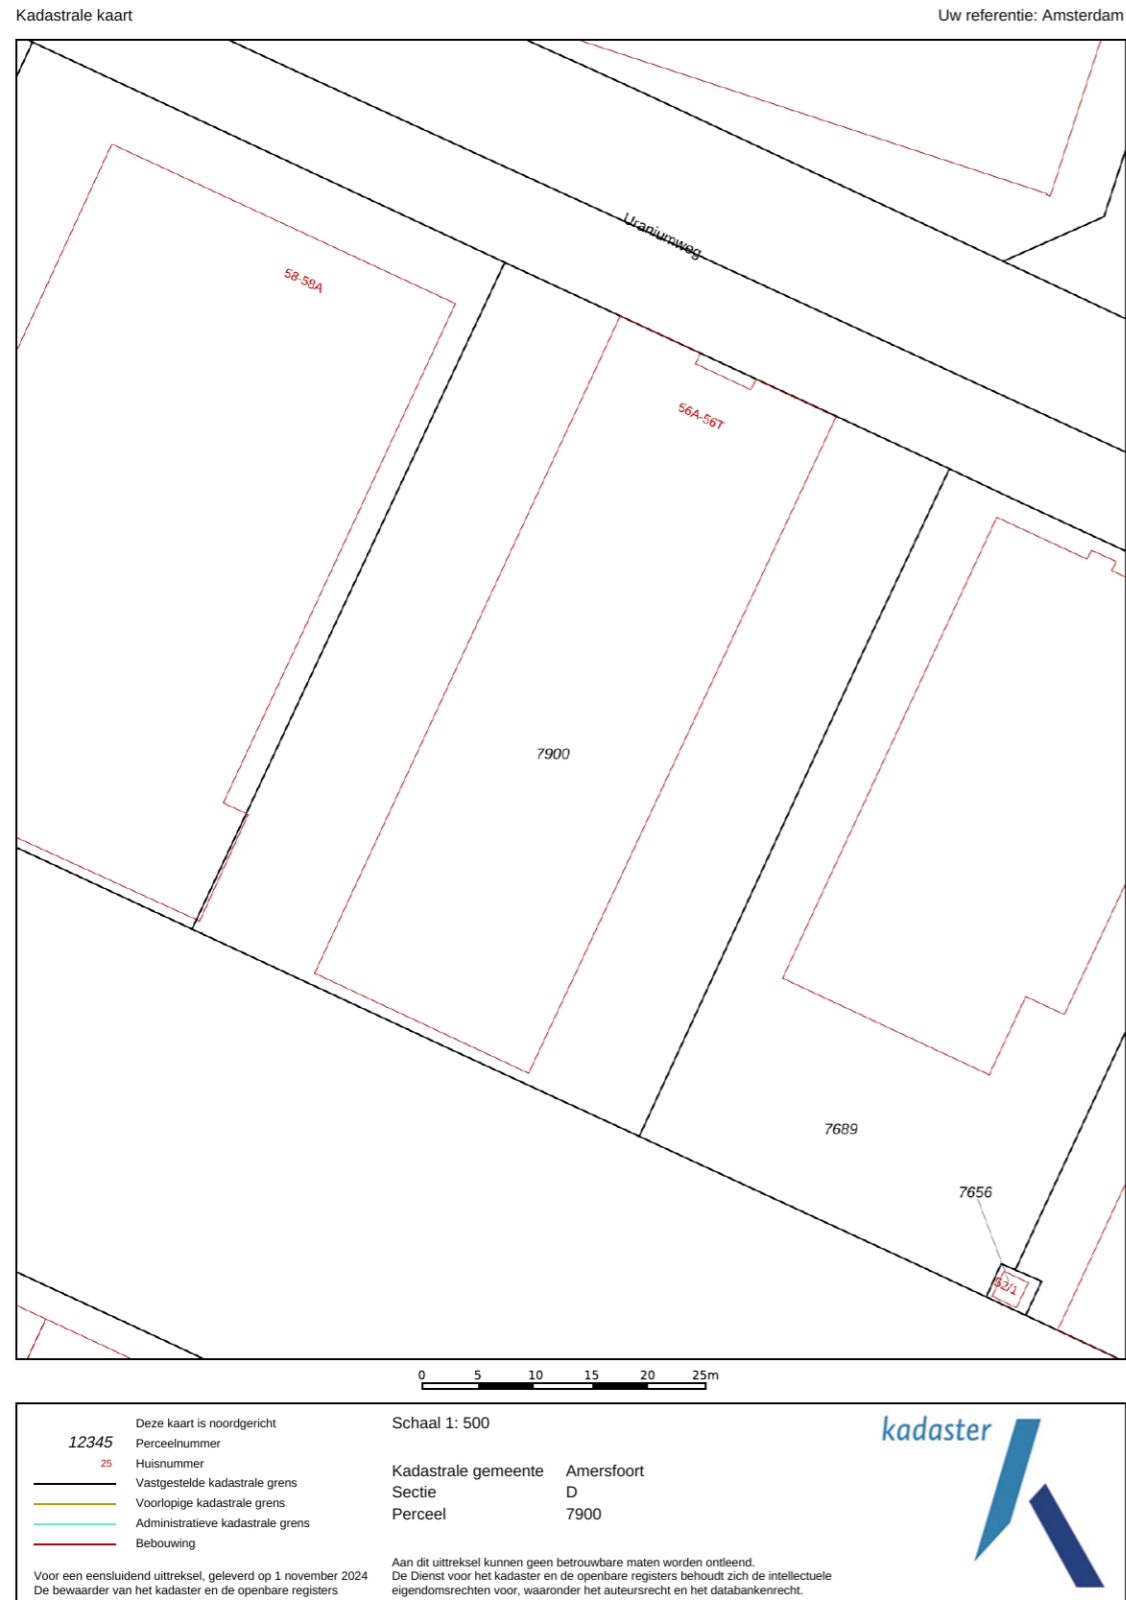 Kadastrale kaart
Uw referentie: Amsterdam
Uraniumweg
58-58A
56A-56T
7900
7689
7656
52/1
0 5 10 15 20 25m
Deze kaart is noordgericht
12345 Perceelnummer
25 Huisnummer
Vastgestelde kadastrale grens
Voorlopige kadastrale grens
Administratieve kadastrale grens
Bebouwing
Voor een eensluidend uittreksel, geleverd op 1 november 2024
De bewaarder van het kadaster en de openbare registers
Schaal 1: 500
Kadastrale gemeente Amersfoort
Sectie D
Perceel 7900
Aan dit uittreksel kunnen geen betrouwbare maten worden ontleend.
De Dienst voor het kadaster en de openbare registers behoudt zich de intellectuele
eigendomsrechten voor, waaronder het auteursrecht en het databankenrecht.
kadaster